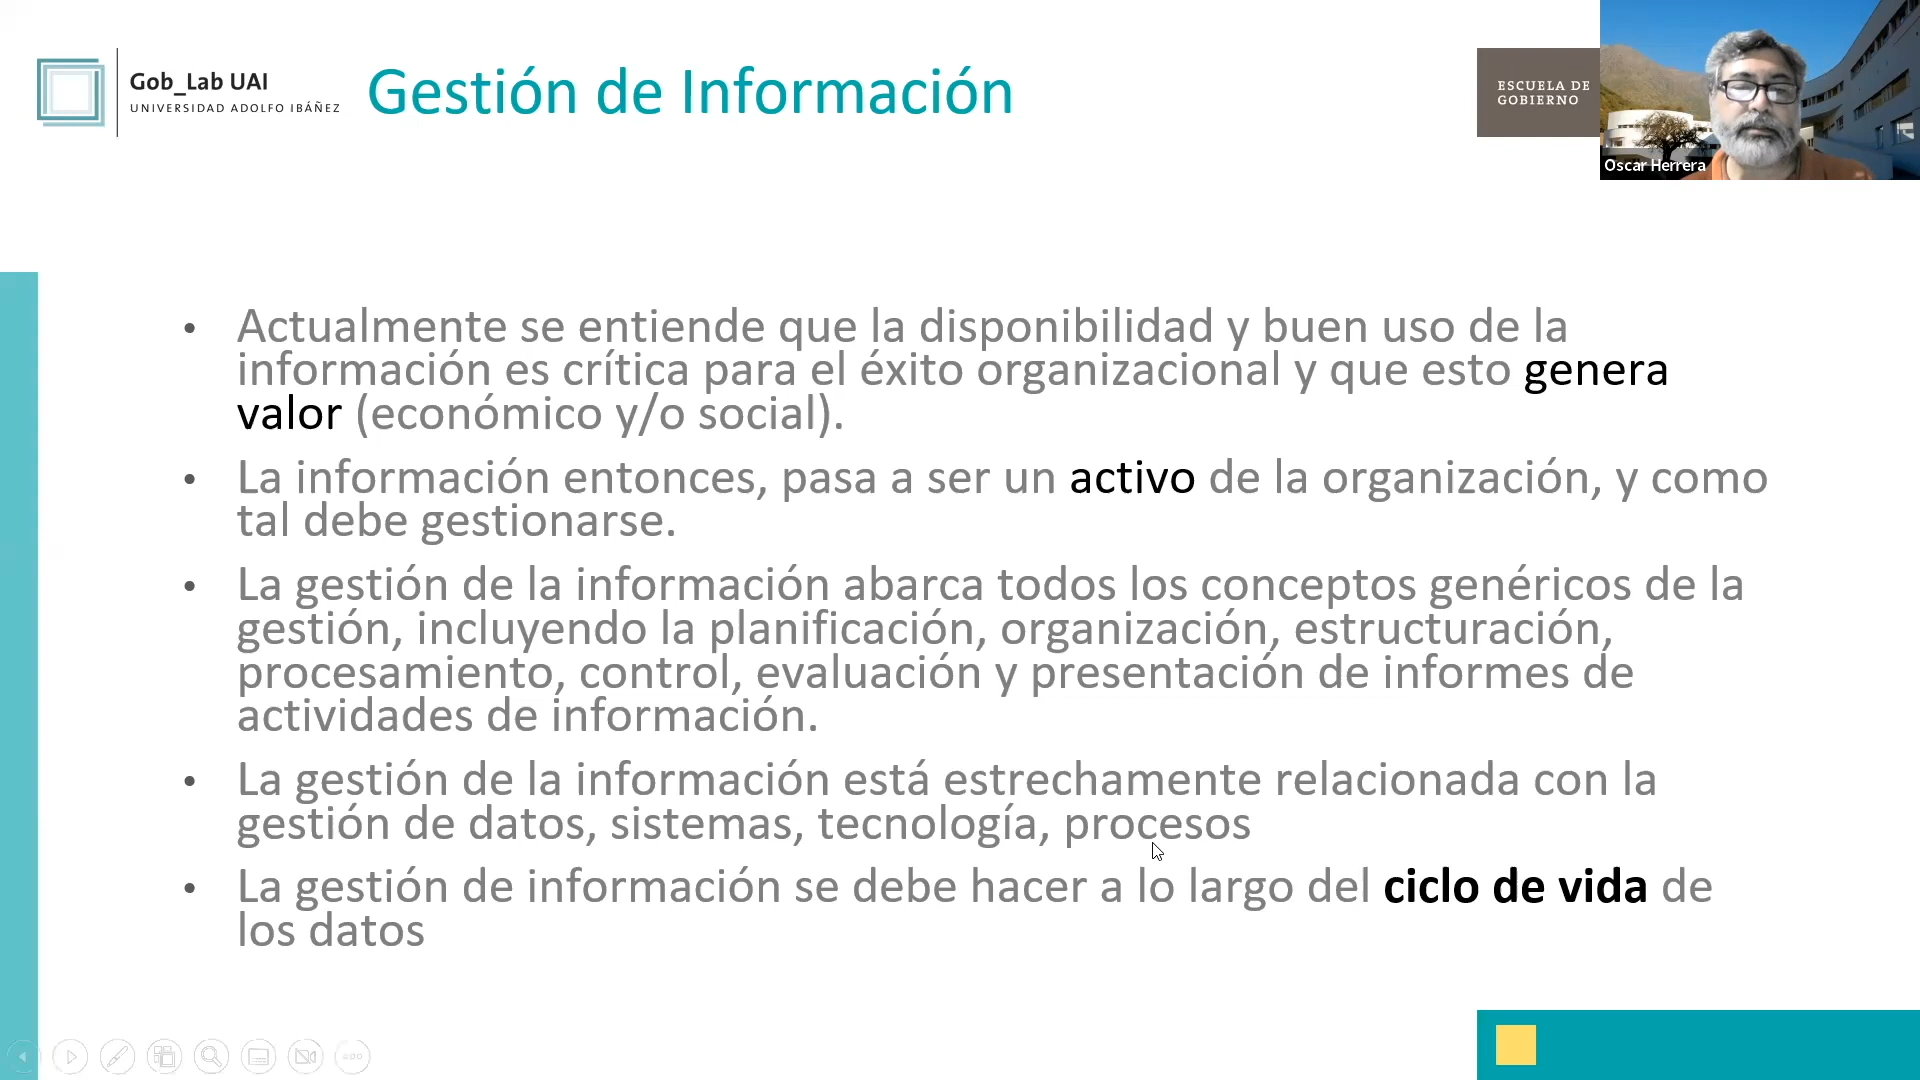 Gob_Lab UAI
UNIVERSIDAD ADOLFO IBÁÑEZ
Gestión de Información
ESCUELA DE
GOBIERNO
Oscar Herrera
• Actualmente se entiende que la disponibilidad y buen uso de la
información es crítica para el éxito organizacional y que esto genera
valor (económico y/o social).
• La información entonces, pasa a ser un activo de la organización, y como
tal debe gestionarse.
• La gestión de la información abarca todos los conceptos genéricos de la
gestión, incluyendo la planificación, organización, estructuración,
procesamiento, control, evaluación y presentación de informes de
actividades de información.
• La gestión de la información está estrechamente relacionada con la
gestión de datos, sistemas, tecnología, procesos
• La gestión de información se debe hacer a lo largo del ciclo de vida de
los datos